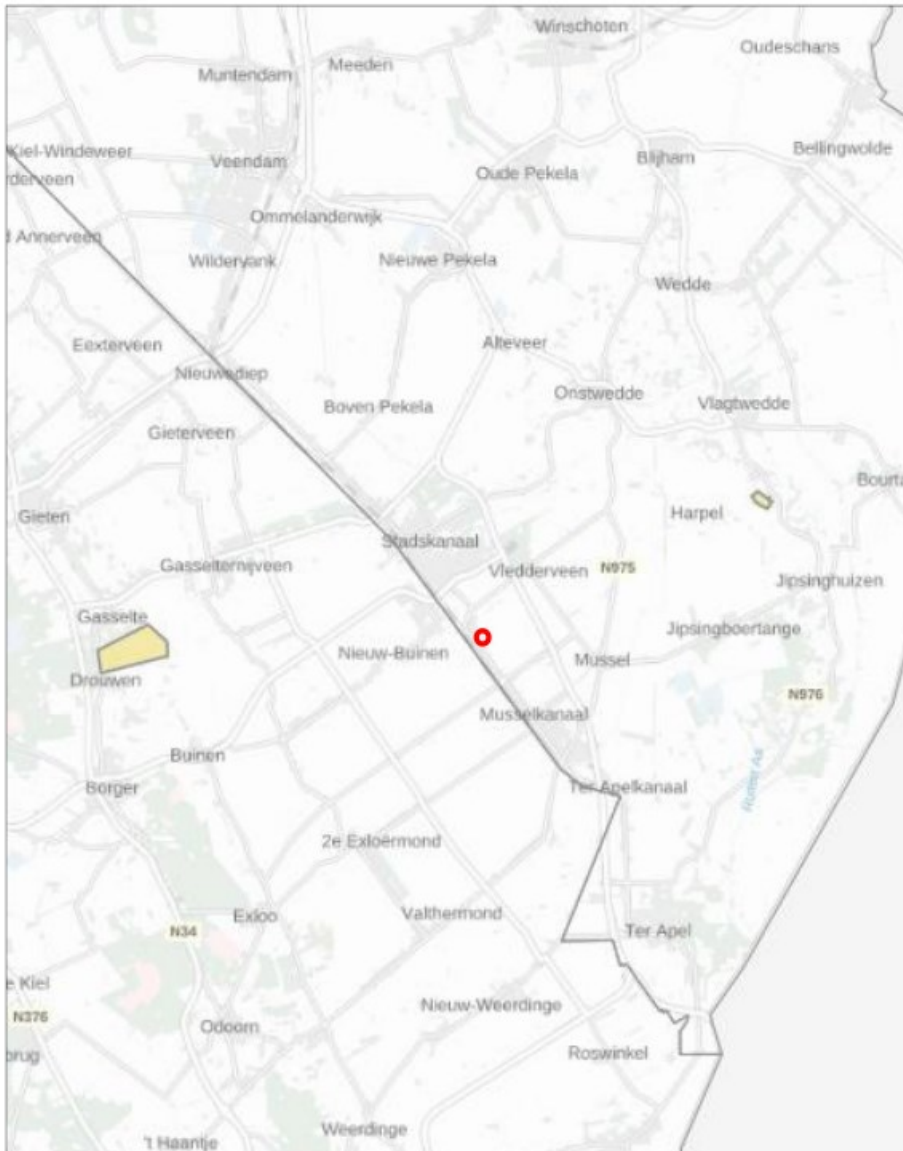 Winschoten
Oudeschans
Meeden
Muntendam
Kiel-Windeweer
Veendam
Blijham
Bellingwolde
Oude Pekela
rderveen
Ommelanderwijk
d Annerveen
Wildervank
Nieuwe Pekela
Wedde
Eexterveen
Alteveer
Nieuwediep
Onstwedde
Vlagtwedde
Boven Pekela
Gieterveen
Bourta
Gieten
Harpel
Stadskanaal
Gasselternijveen
Vledderveen
N975
Jipsinghuizen
Gasselte
Jipsingboertange
Nieuw-Buinen
Mussel
Drouwen
N976
Musselkanaal
Buinen
Ruiten Aa
Borger
Ter Apelkanaal
2e Exloërmond
Exloo
Valthermond
N34
Ter Apel
e Kiel
Nieuw-Weerdinge
N376
Odoorn
brug
Roswinkel
Weerdinge
't Haantje